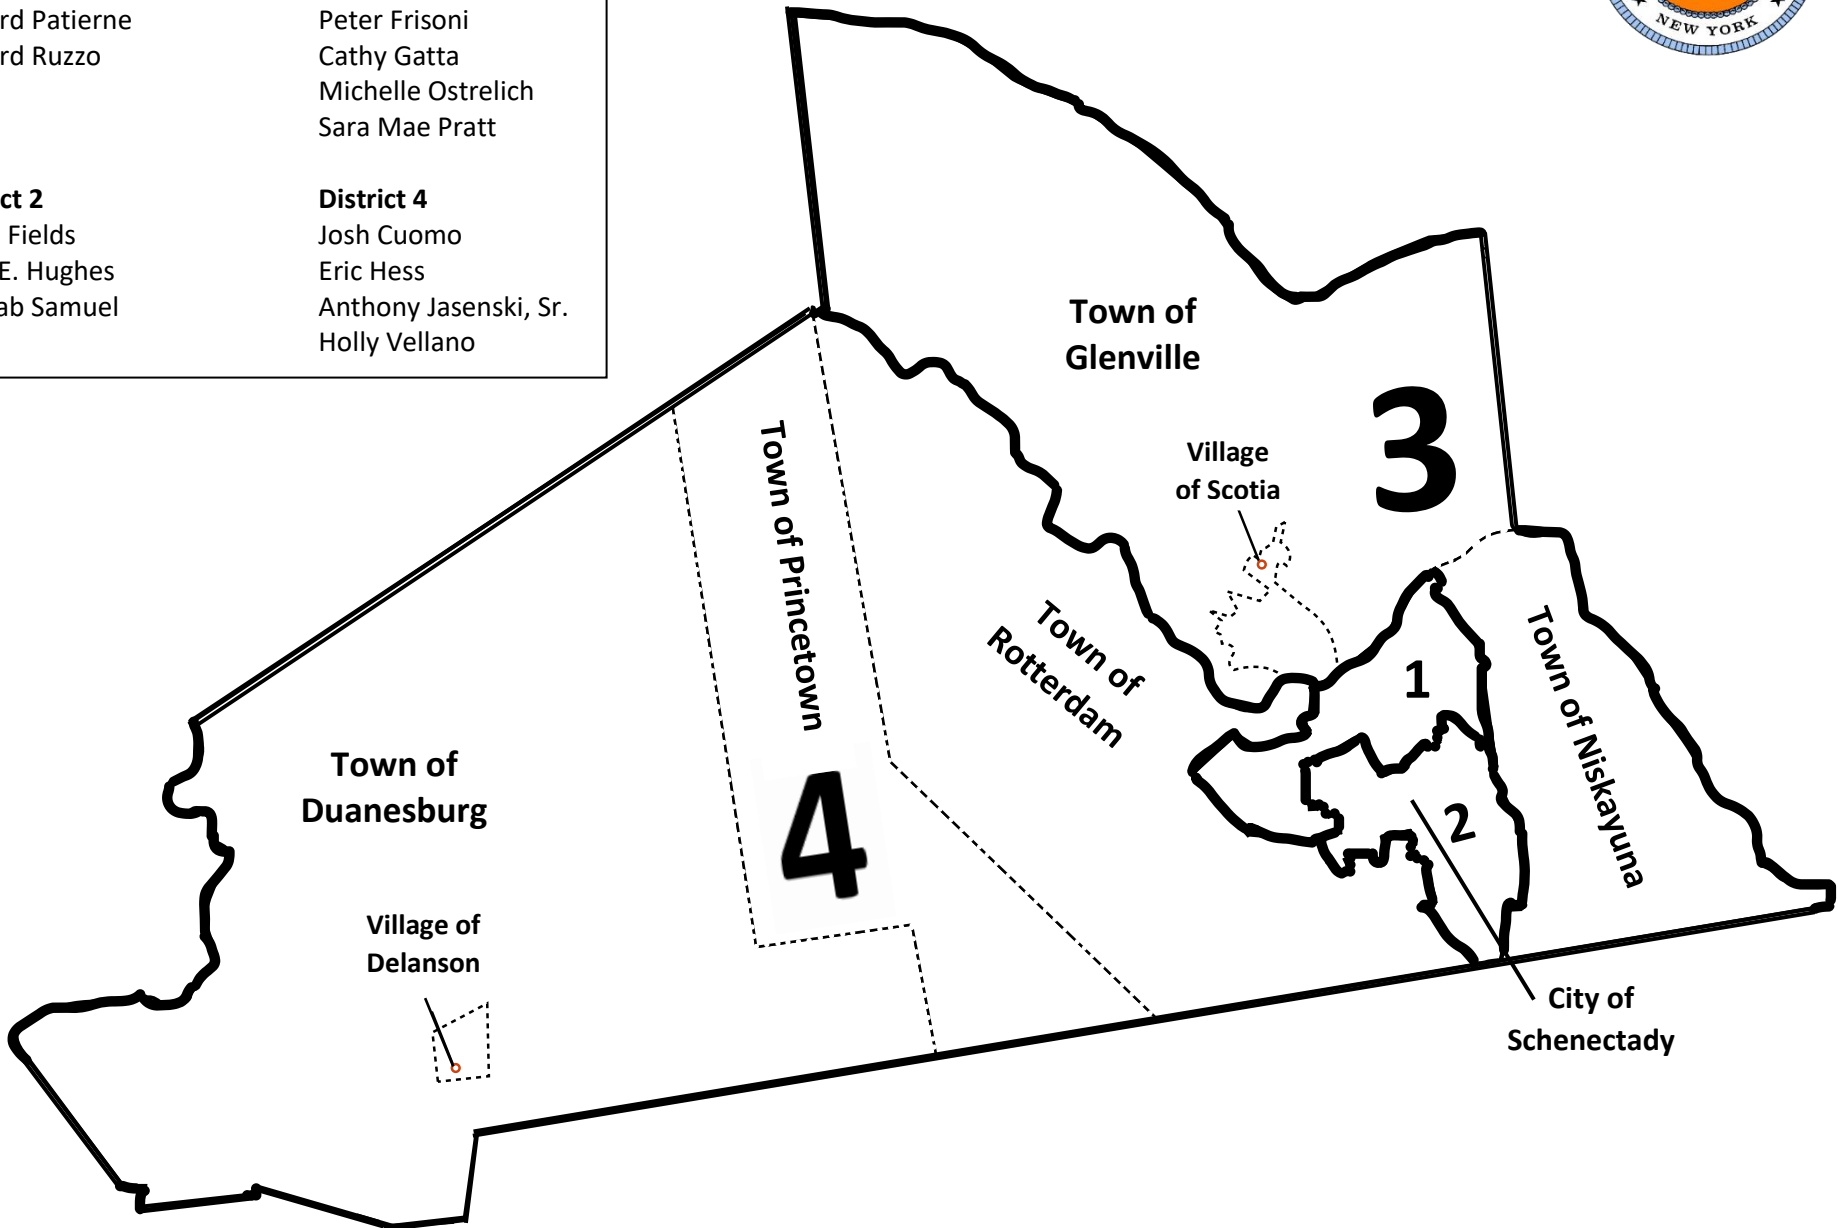 rd Patierne
rd Ruzzo
Peter Frisoni
Cathy Gatta
Michelle Ostrelich
Sara Mae Pratt
ct 2
Fields
E. Hughes
ab Samuel
District 4
Josh Cuomo
Eric Hess
Anthony Jasenski, Sr.
Holly Vellano
NEW YORK
Town of
Glenville
3
Village
of Scotia
Town of Princetown
Town of
Rotterdam
1
Town of Niskayuna
2
Town of
Duanesburg
4
Village of
Delanson
City of
Schenectady